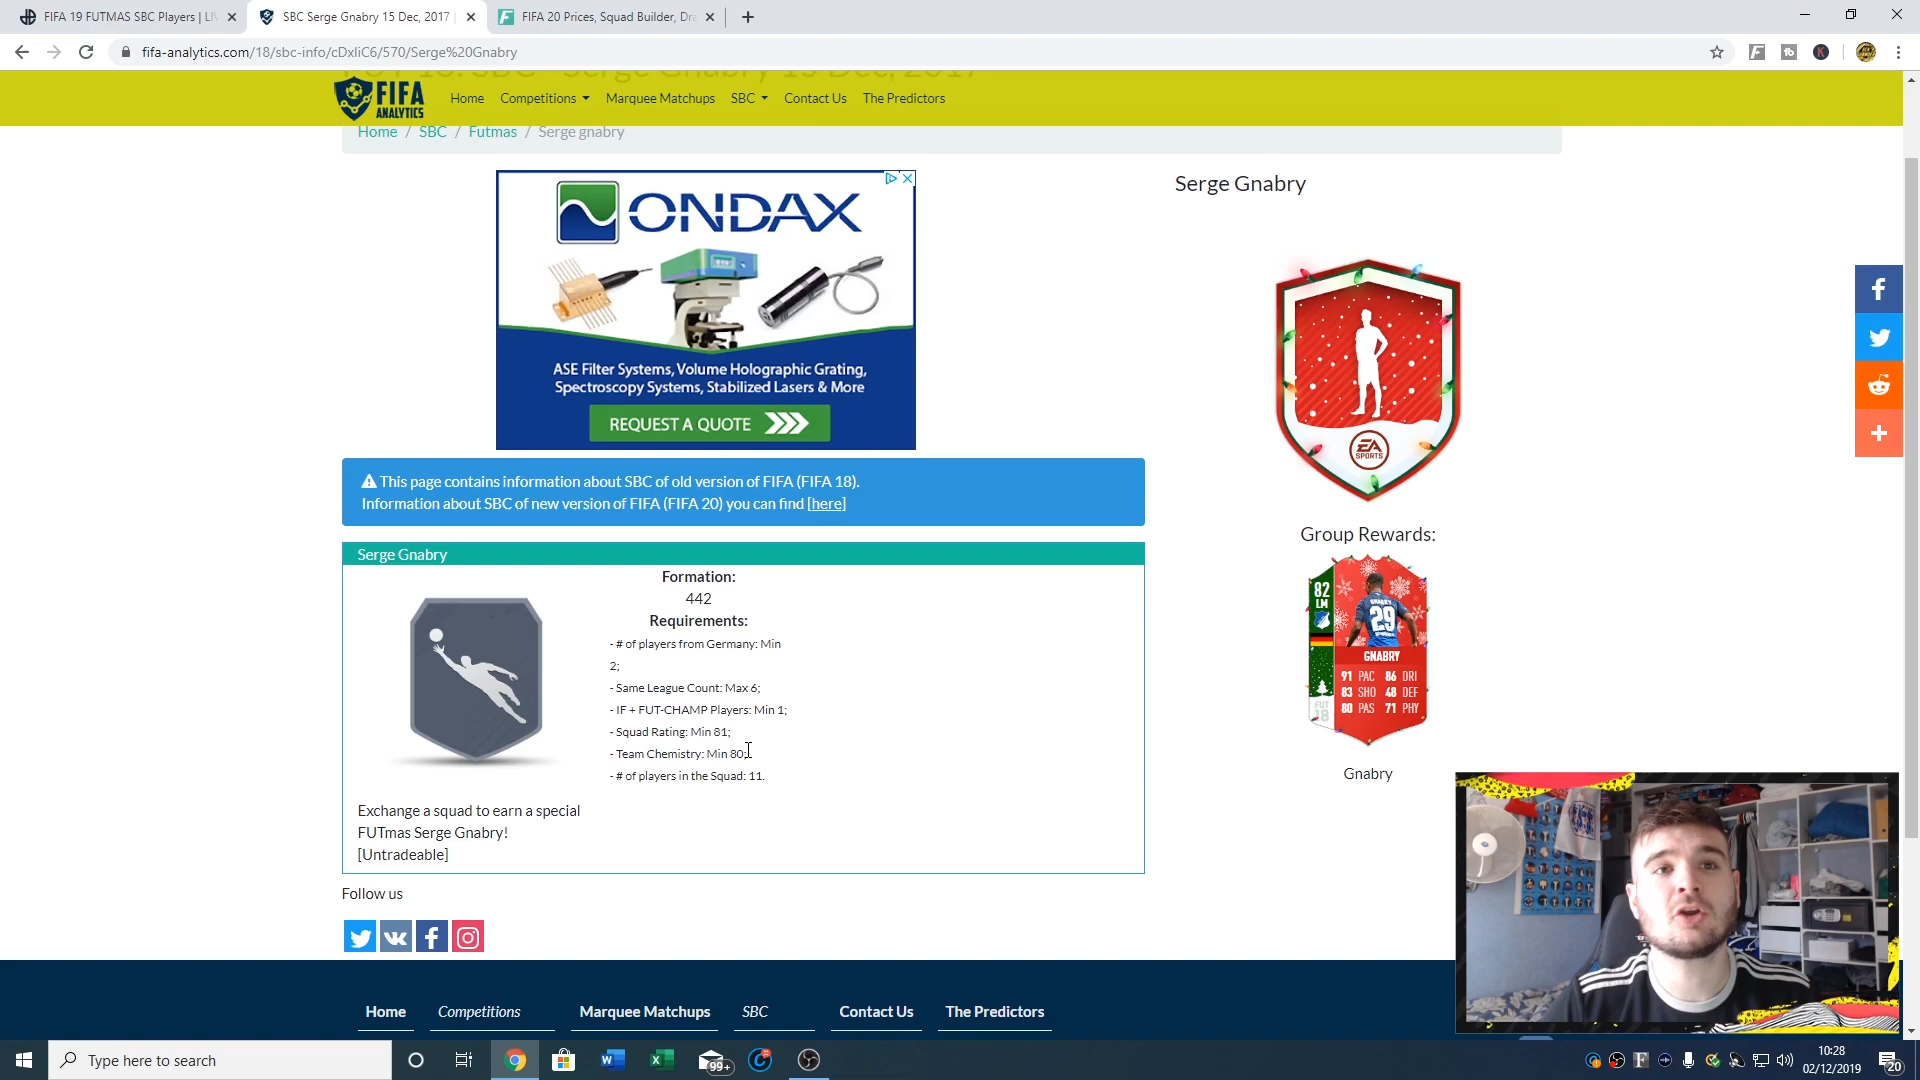 FIFA 19 FUTMAS SBC Players | LI
SBC Serge Gnabry 15 Dec, 2017 |
FIFA 20 Prices, Squad Builder, Dra
fifa-analytics.com/18/sbc-info/cDxIiC6/570/Serge%20Gnabry
FIFA
ANALYTICS
Home
Competitions
Marquee Matchups
SBC
Contact Us
The Predictors
Home / SBC / Futmas / Serge gnabry
ONDAX
ASE Filter Systems, Volume Holographic Grating,
Spectroscopy Systems, Stabilized Lasers & More
REQUEST A QUOTE
Serge Gnabry
EA
SPORTS
This page contains information about SBC of old version of FIFA (FIFA 18).
Information about SBC of new version of FIFA (FIFA 20) you can find [here]
Serge Gnabry
Formation:
442
Requirements:
- # of players from Germany: Min
2;
- Same League Count: Max 6;
- IF + FUT-CHAMP Players: Min 1;
- Squad Rating: Min 81;
- Team Chemistry: Min 80;
- # of players in the Squad: 11.
Exchange a squad to earn a special
FUTmas Serge Gnabry!
[Untradeable]
Group Rewards:
82
LM
29
GNABRY
91 PAC 86 DRI
83 SHO 48 DEF
80 PAS 71 PHY
FUT
18
Gnabry
Follow us
Home
Competitions
Marquee Matchups
SBC
Contact Us
The Predictors
Type here to search
99+
10:28
02/12/2019
20